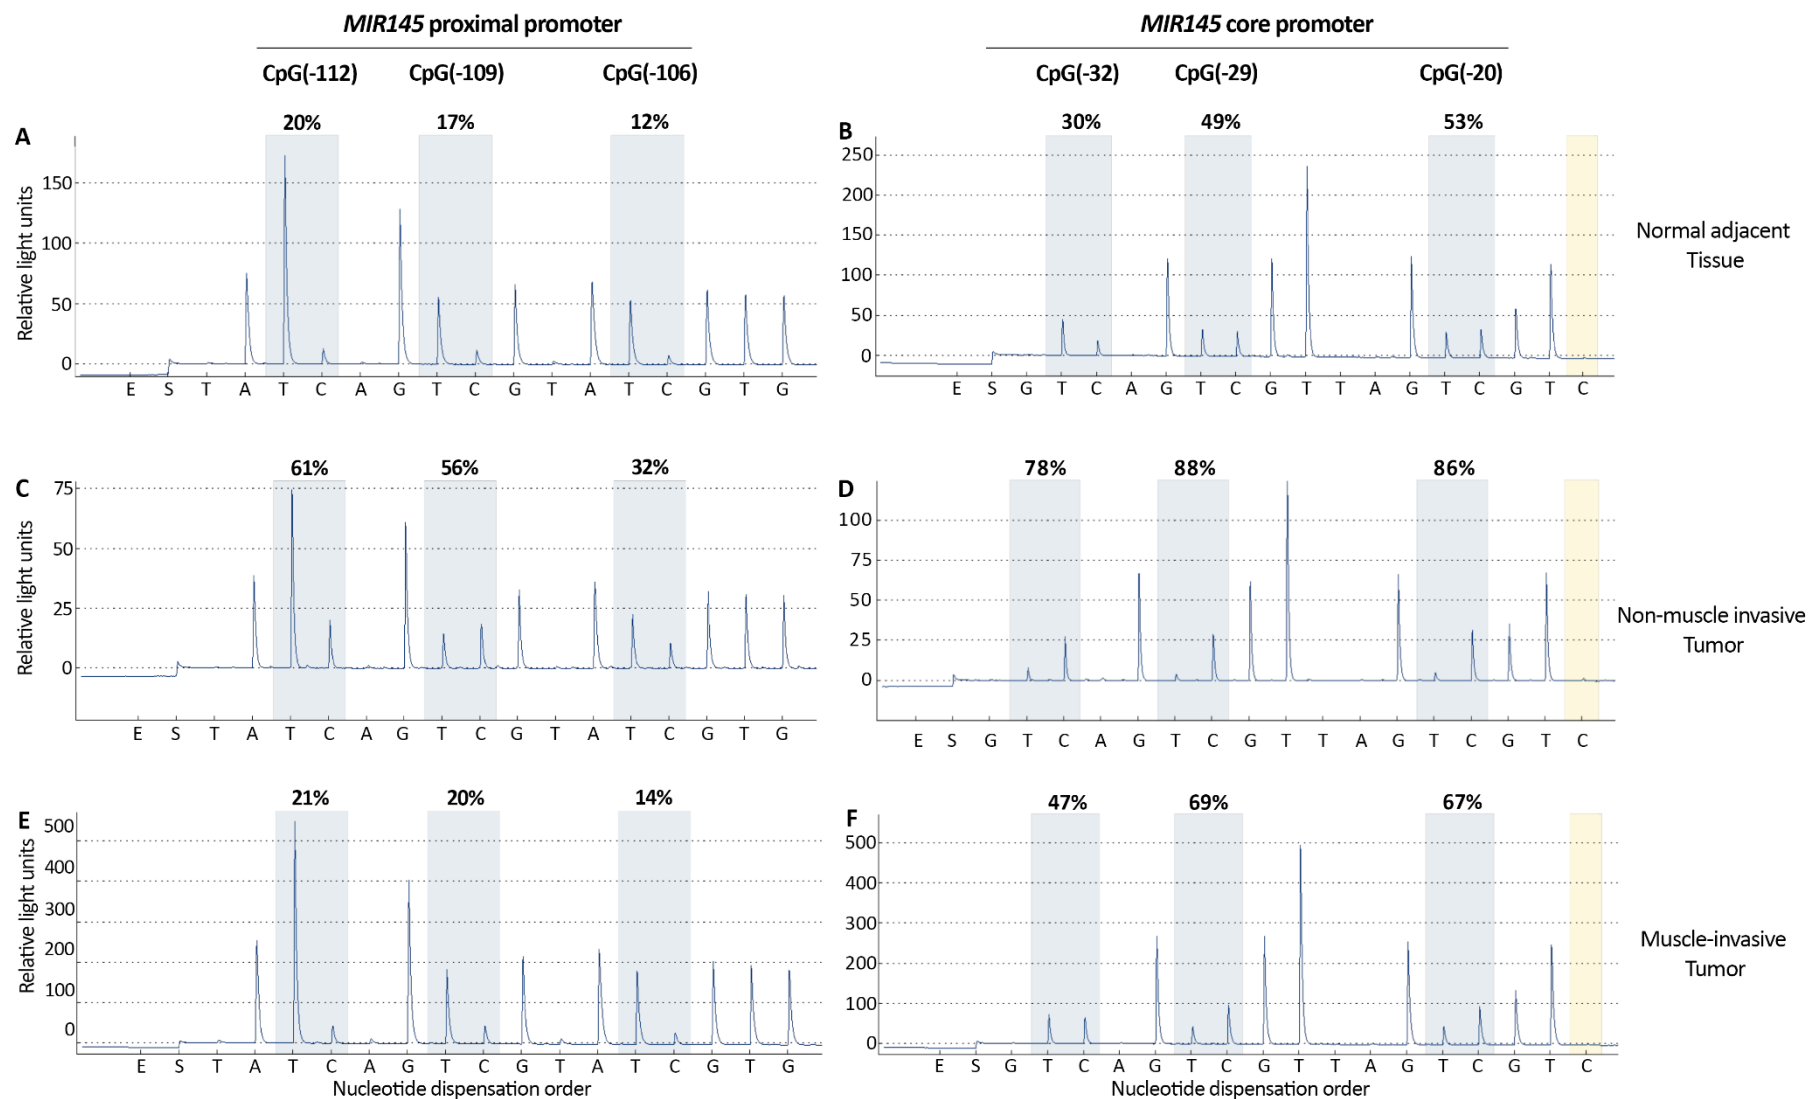 MIR145 proximal promoter
CpG(-112) CpG(-109) CpG(-106)
MIR145 core promoter
CpG(-32) CpG(-29) CpG(-20)
A
20% 17% 12%
Relative light units
150
100
50
0
E S T A T C A G T C G T A T C G T G
B
30% 49% 53%
250
200
150
100
50
0
E S G T C A G T C G T T A G T C G T C
Normal adjacent
Tissue
C
61% 56% 32%
Relative light units
75
50
25
0
E S T A T C A G T C G T A T C G T G
D
78% 88% 86%
100
75
50
25
0
E S G T C A G T C G T T A G T C G T C
Non-muscle invasive
Tumor
E
21% 20% 14%
Relative light units
500
400
300
200
100
0
E S T A T C A G T C G T A T C G T G
Nucleotide dispensation order
F
47% 69% 67%
500
400
300
200
100
0
E S G T C A G T C G T T A G T C G T C
Nucleotide dispensation order
Muscle-invasive
Tumor